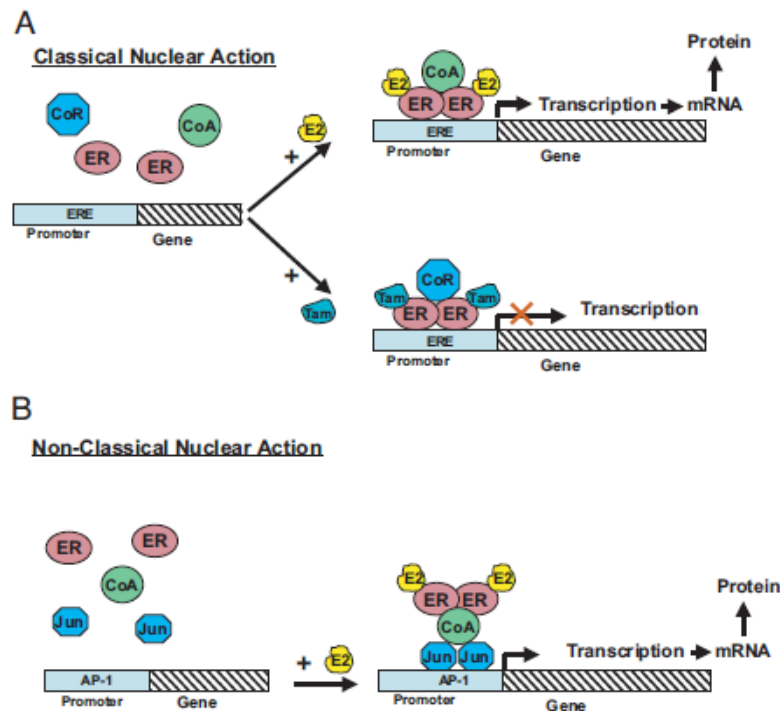 A
Classical Nuclear Action
CoR
CoA
ER
ER
ERE
Promoter
Gene
+
E2
+
Tam
E2
CoA
E2
ER
ER
ERE
Promoter
Gene
Transcription
mRNA
Protein
Tam
CoR
Tam
ER
ER
ERE
Promoter
Gene
Transcription
B
Non-Classical Nuclear Action
ER
ER
CoA
Jun
Jun
AP-1
Promoter
Gene
+
E2
E2
E2
ER
ER
CoA
Jun
Jun
AP-1
Promoter
Gene
Transcription
mRNA
Protein